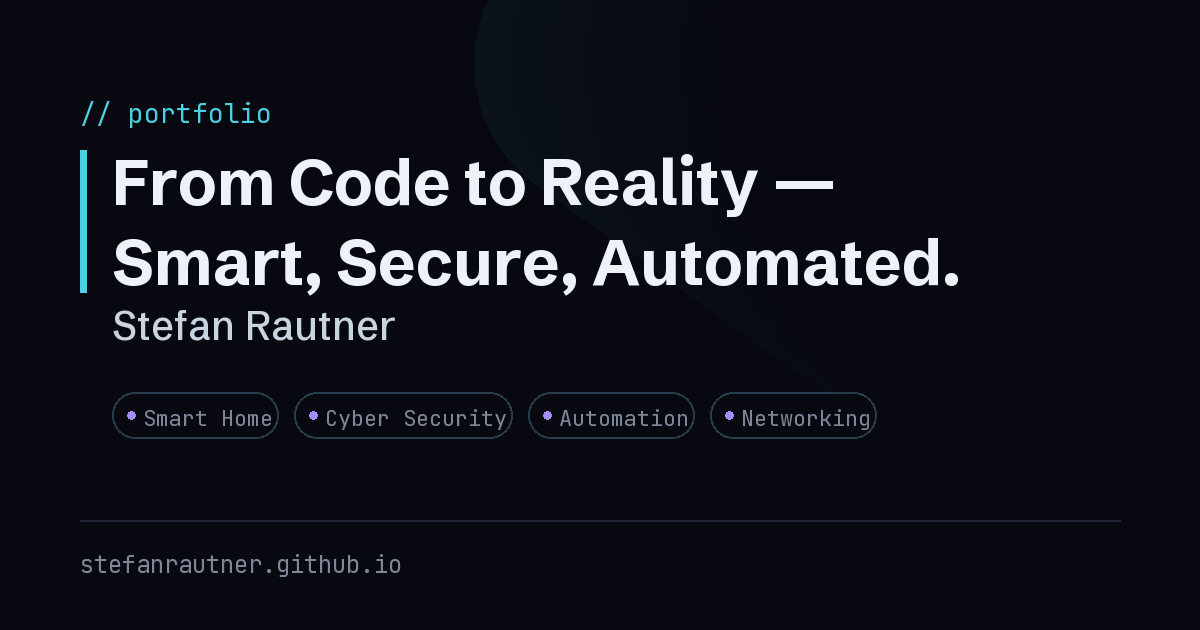 // portfolio
From Code to Reality —
Smart, Secure, Automated.
Stefan Rautner
Smart Home Cyber Security Automation Networking
stefanrautner.github.io